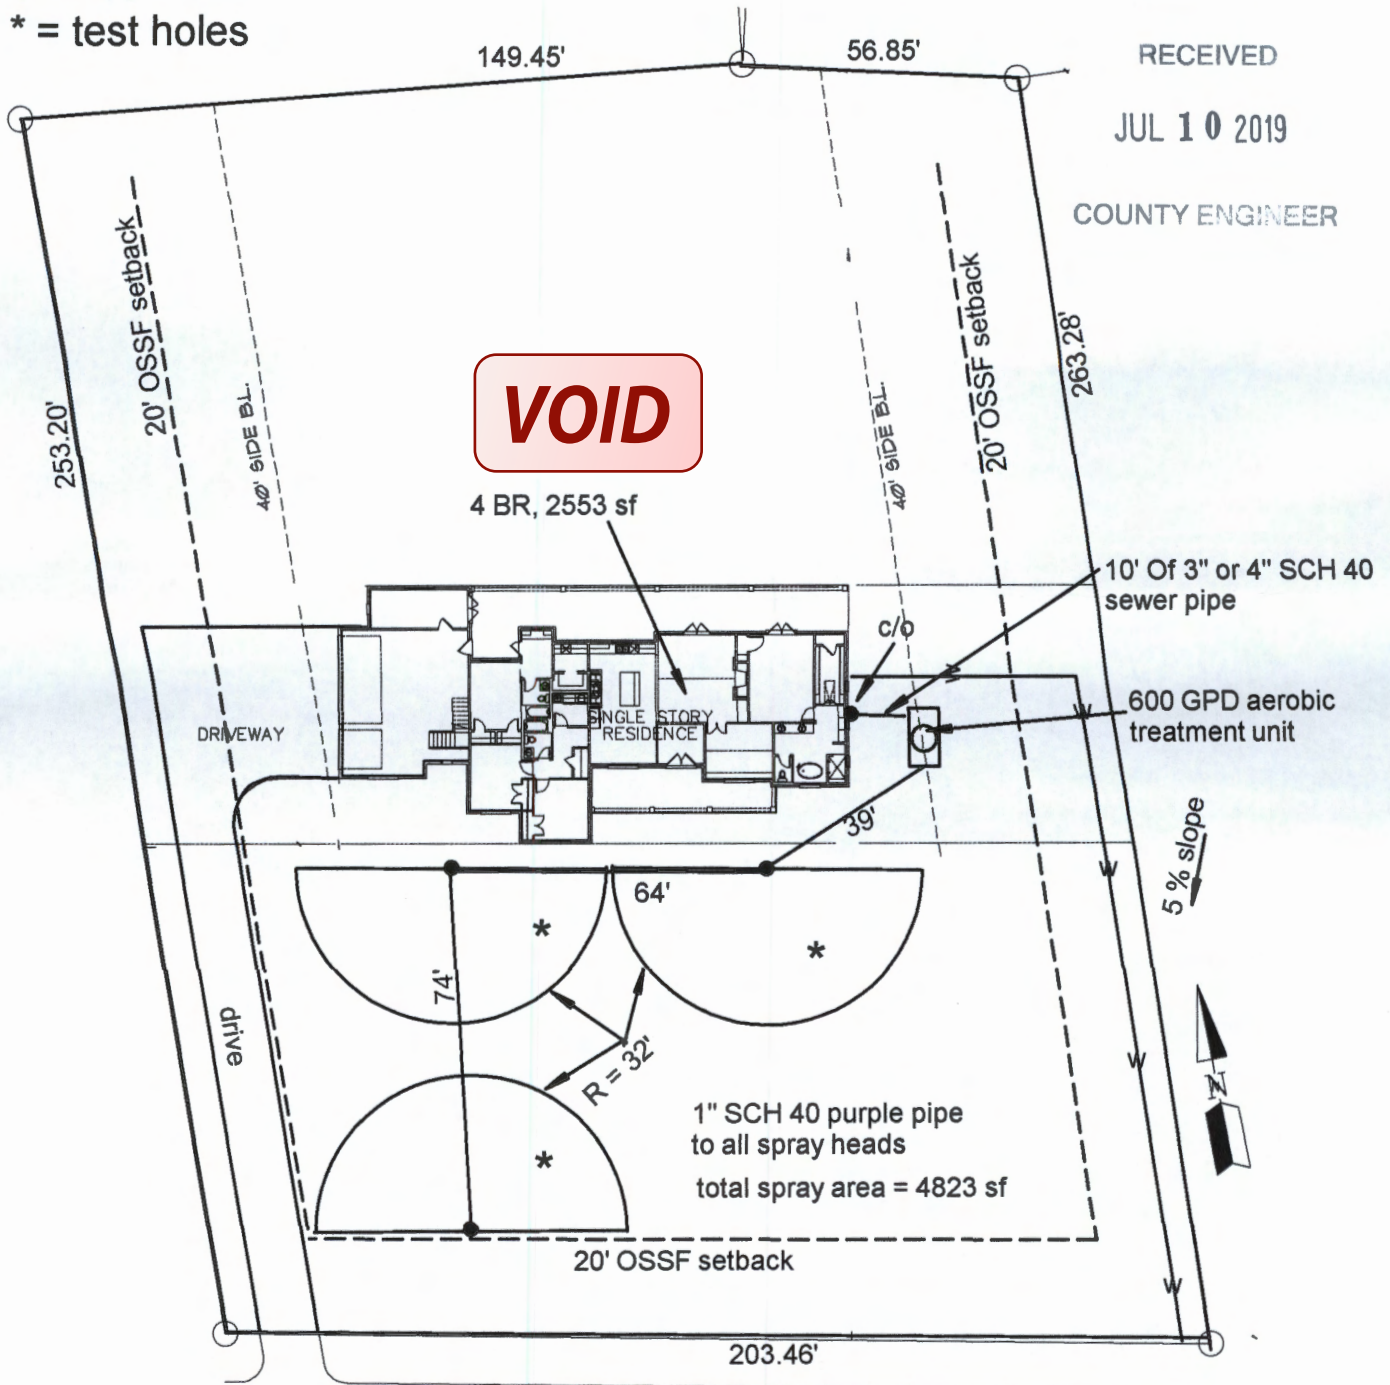 * = test holes
149.45'
56.85'
RECEIVED
JUL 10 2019
COUNTY ENGINEER
20' OSSF setback
253.20'
40' SIDE BL.
VOID
4 BR, 2553 sf
40' SIDE BL.
20' OSSF setback
263.28'
10' Of 3" or 4" SCH 40
sewer pipe
c/o
W
W
600 GPD aerobic
treatment unit
DRIVEWAY
SINGLE STORY
RESIDENCE
39'
5 % slope
W
64'
*
*
74'
drive
R = 32'
W
N
1" SCH 40 purple pipe
to all spray heads
*
total spray area = 4823 sf
20' OSSF setback
W
203.46'